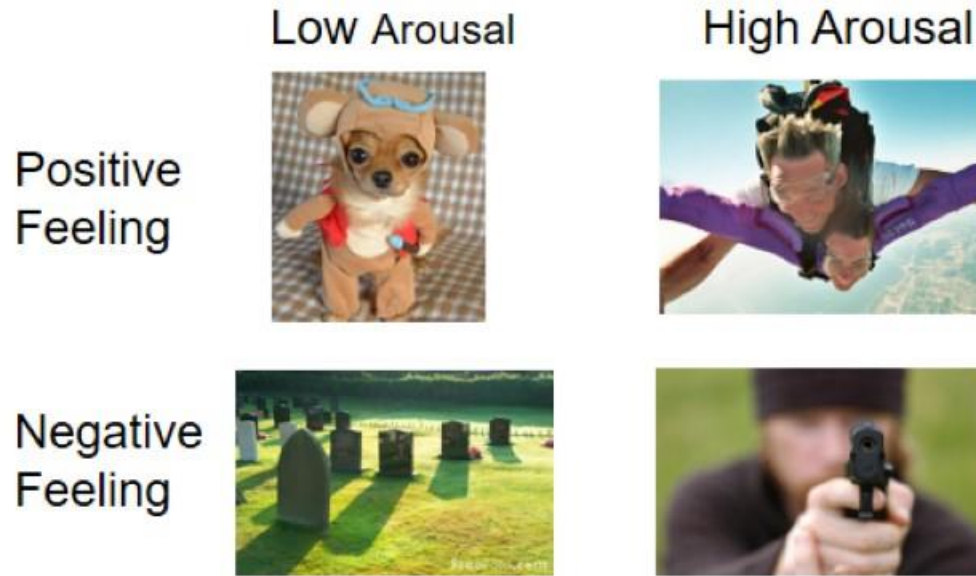 Low Arousal
High Arousal
Positive
Feeling
Negative
Feeling